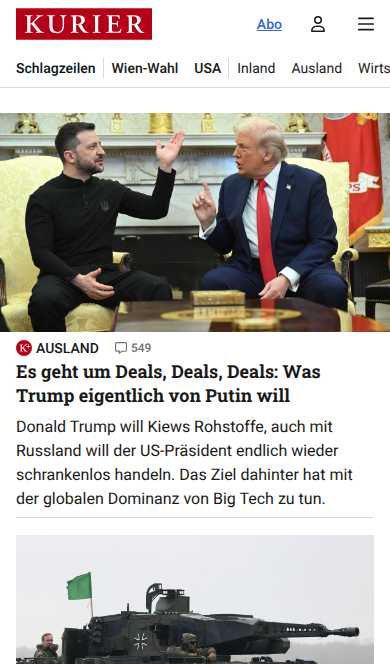 KURIER
Abo
Schlagzeilen Wien-Wahl USA Inland Ausland Wirts
K+ AUSLAND 549
Es geht um Deals, Deals, Deals: Was
Trump eigentlich von Putin will
Donald Trump will Kiews Rohstoffe, auch mit
Russland will der US-Präsident endlich wieder
schrankenlos handeln. Das Ziel dahinter hat mit
der globalen Dominanz von Big Tech zu tun.